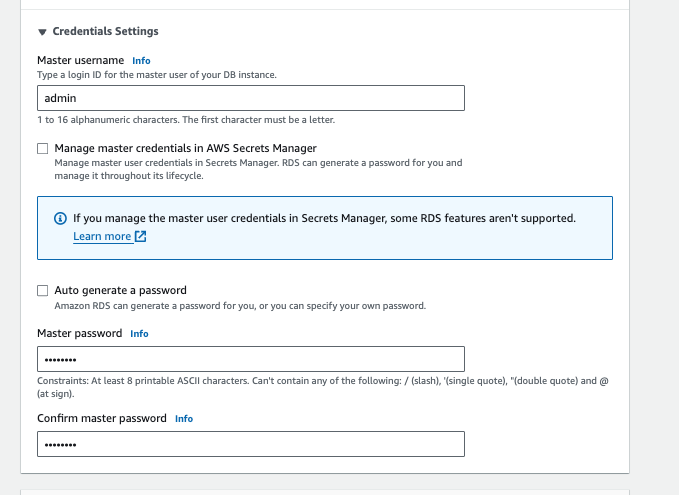 Credentials Settings
Master username Info
Type a login ID for the master user of your DB instance.
admin
1 to 16 alphanumeric characters. The first character must be a letter.
Manage master credentials in AWS Secrets Manager
Manage master user credentials in Secrets Manager. RDS can generate a password for you and
manage it throughout its lifecycle.
If you manage the master user credentials in Secrets Manager, some RDS features aren't supported.
Learn more
Auto generate a password
Amazon RDS can generate a password for you, or you can specify your own password.
Master password Info
••••••••
Constraints: At least 8 printable ASCII characters. Can't contain any of the following: / (slash), '(single quote), "(double quote) and @
(at sign).
Confirm master password Info
••••••••